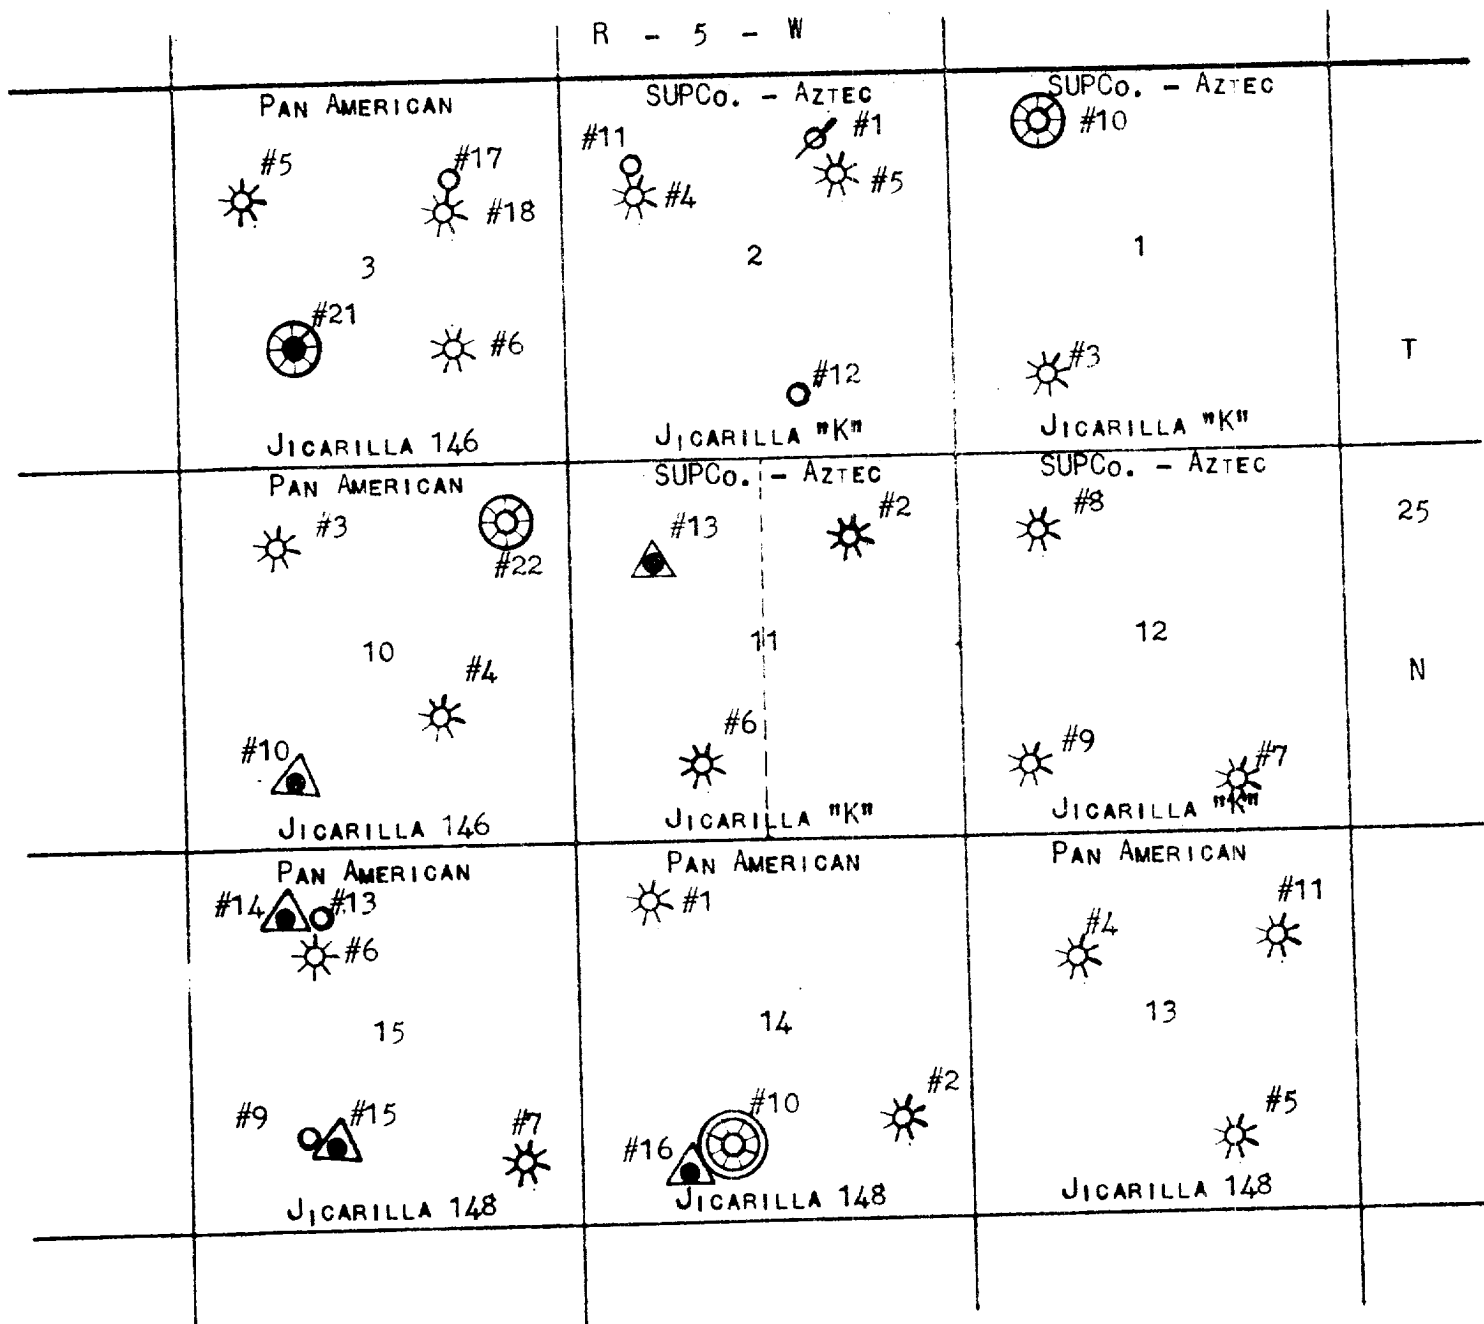 R - 5 - W
PAN AMERICAN
SUPCO. - AZTEC
SUPCO. - AZTEC
#5
#17
#18
3
#21
#6
JICARILLA 146
#11
#1
#4
#5
2
#12
JICARILLA "K"
#10
1
#3
JICARILLA "K"
T
PAN AMERICAN
#3
#22
10
#4
#10
JICARILLA 146
SUPCO. - AZTEC
#13
#2
11
#6
JICARILLA "K"
SUPCO. - AZTEC
#8
12
#9
#7
JICARILLA "K"
25
N
PAN AMERICAN
#14
#13
#6
15
#9
#15
#7
JICARILLA 148
PAN AMERICAN
#1
14
#10
#2
#16
JICARILLA 148
PAN AMERICAN
#4
#11
13
#5
JICARILLA 148